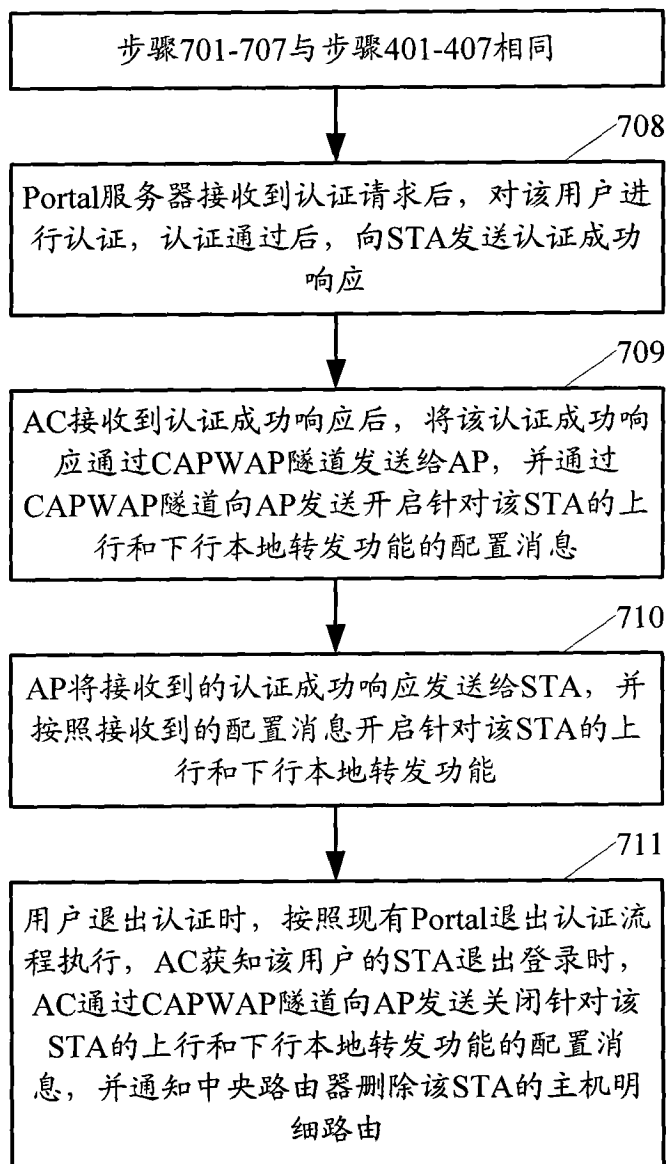 步骤701-707与步骤401-407相同
708
Portal服务器接收到认证请求后，对该用户进
行认证，认证通过后，向STA发送认证成功
响应
709
AC接收到认证成功响应后，将该认证成功响
应通过CAPWAP隧道发送给AP，并通过
CAPWAP隧道向AP发送开启针对该STA的上
行和下行本地转发功能的配置消息
710
AP将接收到的认证成功响应发送给STA，并
按照接收到的配置消息开启针对该STA的上
行和下行本地转发功能
711
用户退出认证时，按照现有Portal退出认证流
程执行，AC获知该用户的STA退出登录时，
AC通过CAPWAP隧道向AP发送关闭针对该
STA的上行和下行本地转发功能的配置消
息，并通知中央路由器删除该STA的主机明
细路由